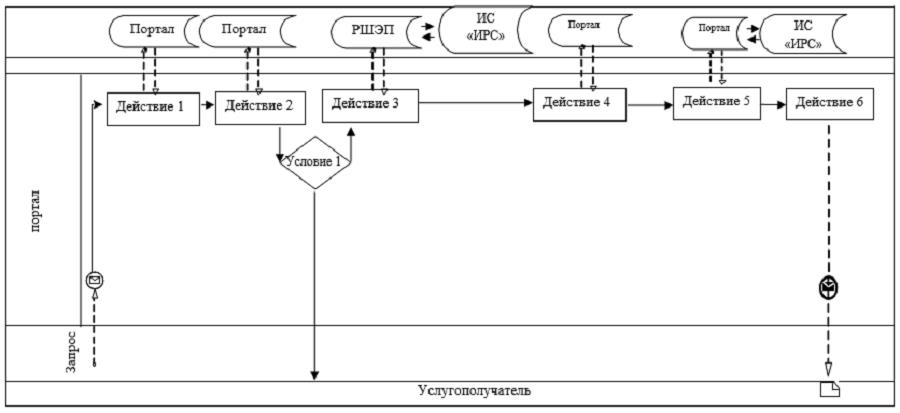 Портал
Портал
РШЭП
ИС
«ИРС»
Портал
Портал
ИС
«ИРС»
Действие 1
Действие 2
Действие 3
Действие 4
Действие 5
Действие 6
Условие 1
портал
Запрос
Услугополучатель